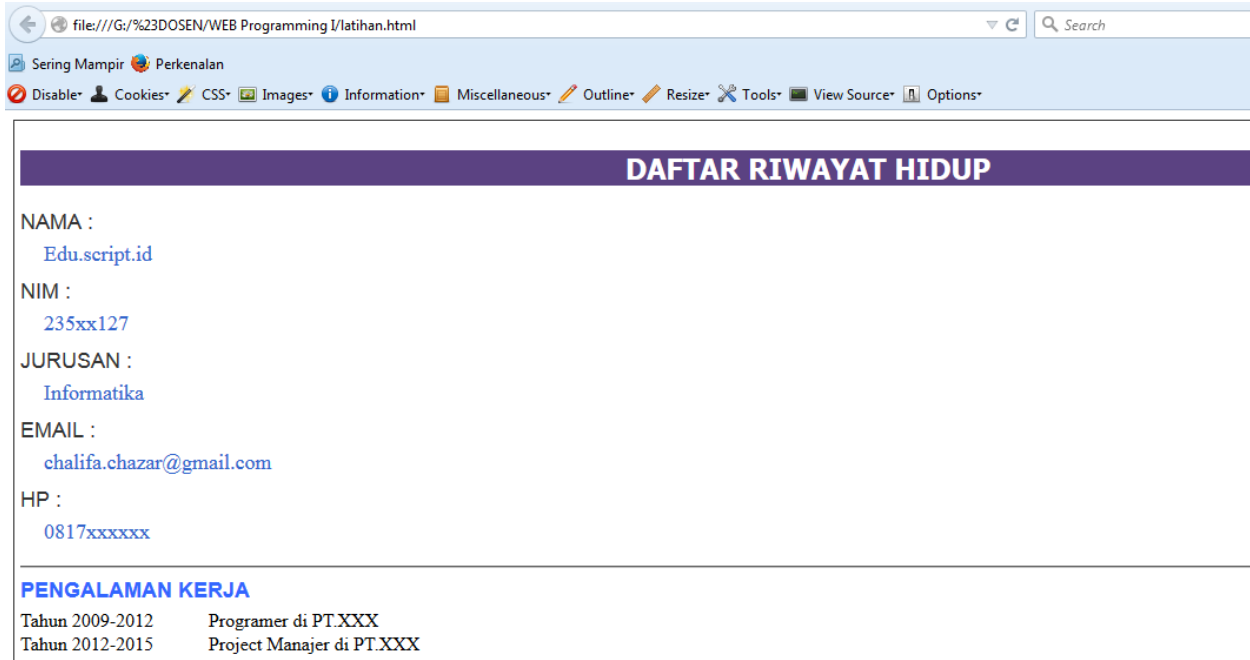 file:///G:/%23DOSEN/WEB Programming I/latihan.html Search
Sering Mampir Perkenalan
Disable Cookies CSS Images Information Miscellaneous Outline Resize Tools View Source Options
DAFTAR RIWAYAT HIDUP
NAMA :
Edu.script.id
NIM :
235xx127
JURUSAN :
Informatika
EMAIL :
chalifa.chazar@gmail.com
HP :
0817xxxxxx
PENGALAMAN KERJA
Tahun 2009-2012 Programer di PT.XXX
Tahun 2012-2015 Project Manajer di PT.XXX